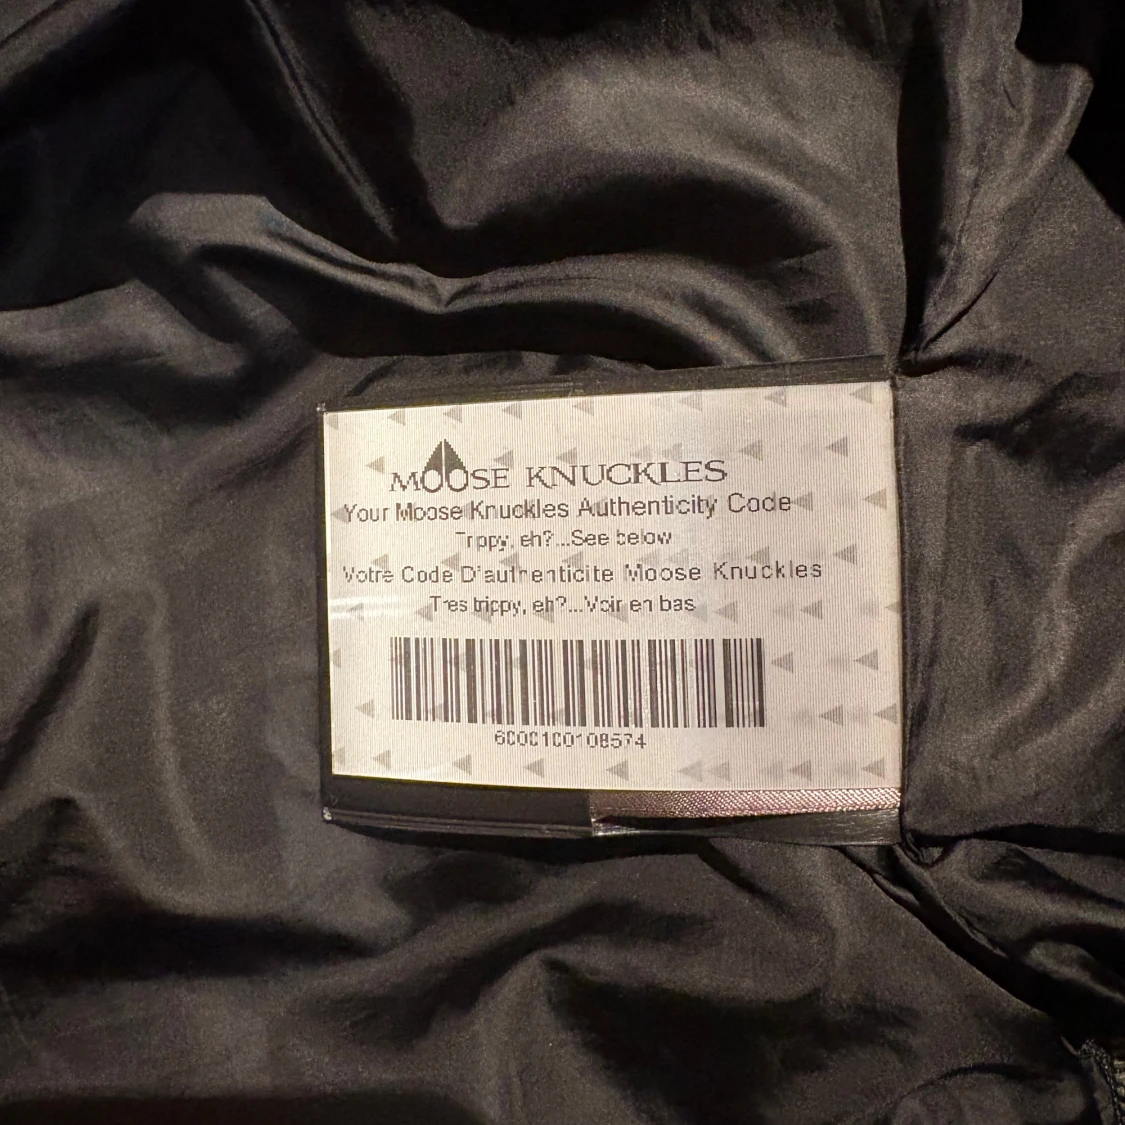 MOOSE KNUCKLES
Your Moose Knuckles Authenticity Code
Trippy, eh?...See below
Votre Code D'authenticite Moose Knuckles
Tres trippy, eh?...Voir en bas
6000100108574